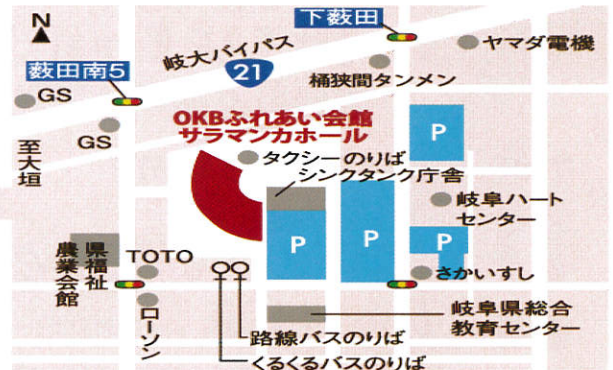 N
下薮田
岐大バイパス
21
ヤマダ電機
薮田南5
桶狭間タンメン
GS
GS
至大垣
OKBふれあい会館
サラマンカホール
P
タクシーのりば
シンクタンク庁舎
岐阜ハート
センター
P
P
P
県福祉
農業会館
TOTO
さかいすし
ローソン
岐阜県総合
教育センター
路線バスのりば
くるくるバスのりば